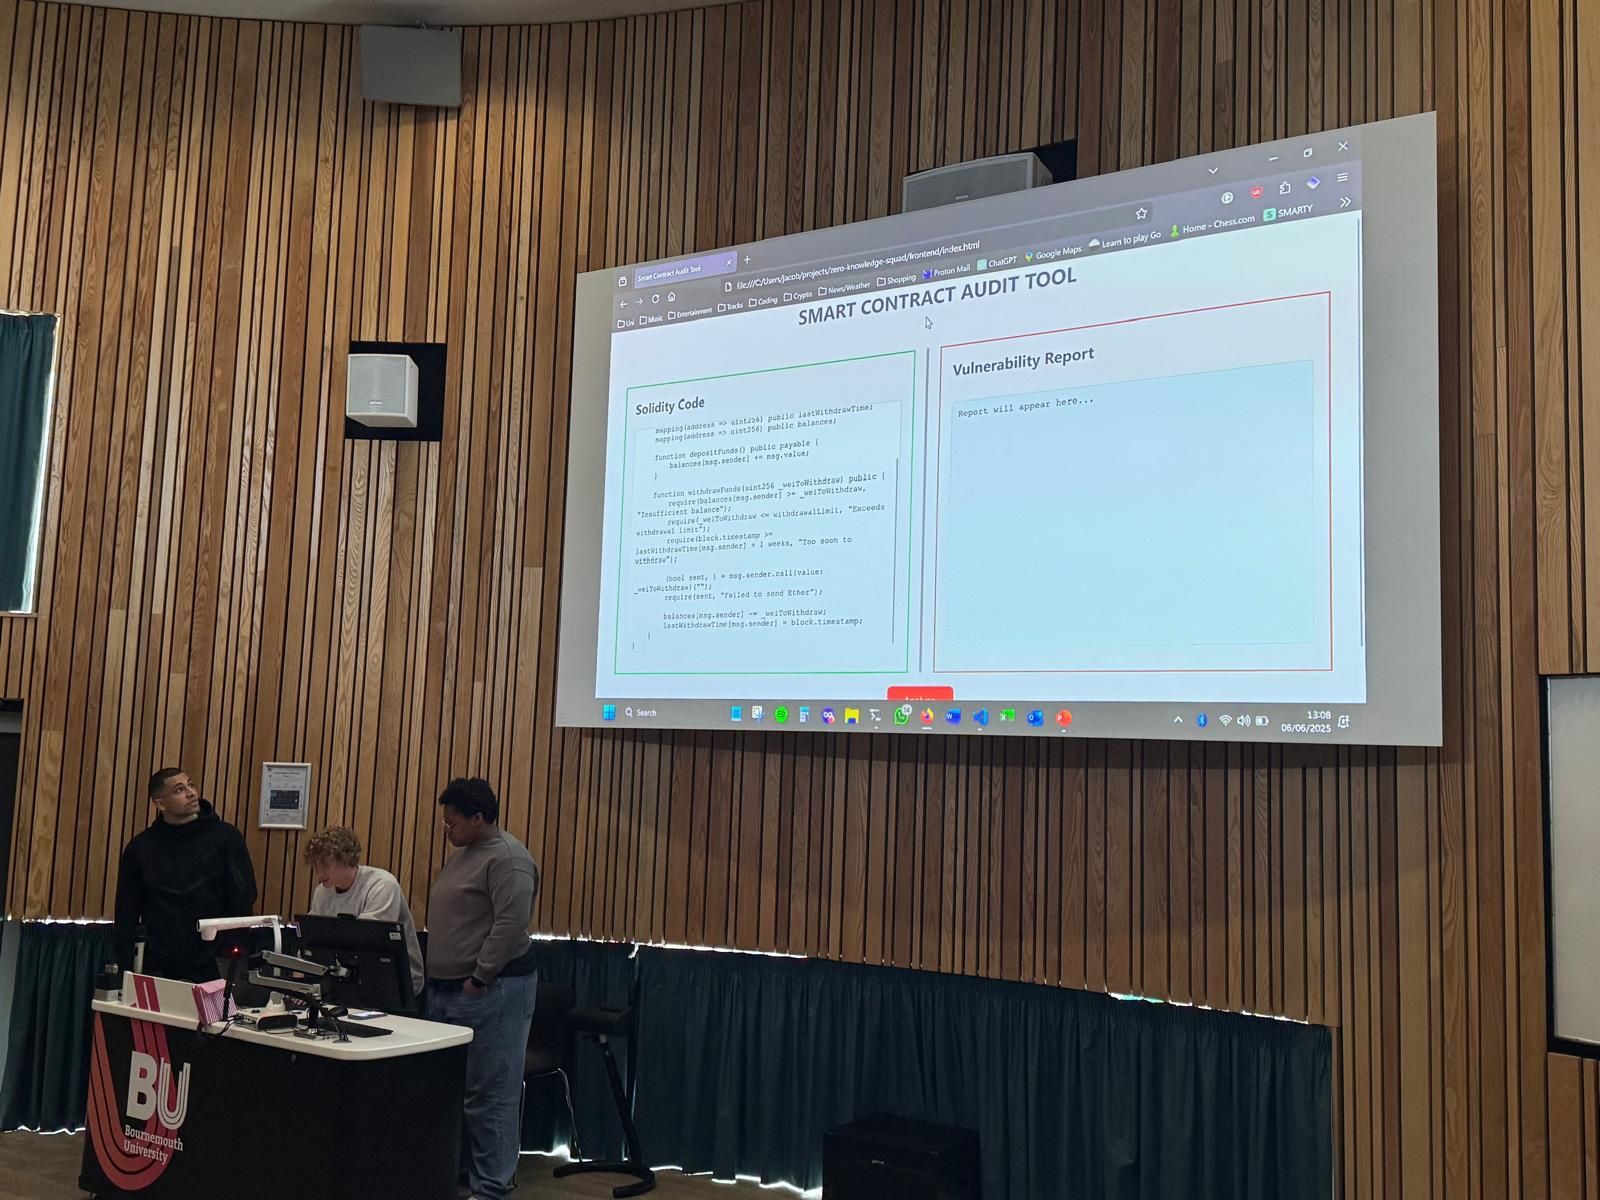 Smart Contract Audit Tool
file:///C:/Users/jacob/projects/zero-knowledge-squad/frontend/index.html
Uni Music Entertainment Tracks Coding Crypto News/Weather Shopping Proton Mail ChatGPT Google Maps Learn to play Go Home - Chess.com SMARTY
SMART CONTRACT AUDIT TOOL
Solidity Code
mapping(address => uint256) public lastWithdrawTime;
mapping(address => uint256) public balances;
function depositFunds() public payable {
balances[msg.sender] += msg.value;
}
function withdrawFunds(uint256 _weiToWithdraw) public {
require(balances[msg.sender] >= _weiToWithdraw,
"Insufficient balance");
require(_weiToWithdraw <= withdrawalLimit, "Exceeds
withdrawal limit");
require(block.timestamp >=
lastWithdrawTime[msg.sender] + 1 weeks, "Too soon to
withdraw");
(bool sent, ) = msg.sender.call{value:
_weiToWithdraw}("");
require(sent, "Failed to send Ether");
balances[msg.sender] -= _weiToWithdraw;
lastWithdrawTime[msg.sender] = block.timestamp;
}
}
Vulnerability Report
Report will appear here...
Search
13:08
06/06/2025
BU
Bournemouth
University